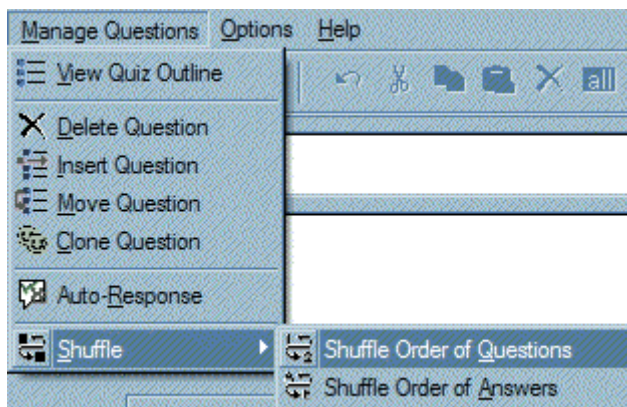 Manage Questions Options Help
View Quiz Outline
all
Delete Question
Insert Question
Move Question
Clone Question
Auto-Response
Shuffle
Shuffle Order of Questions
Shuffle Order of Answers